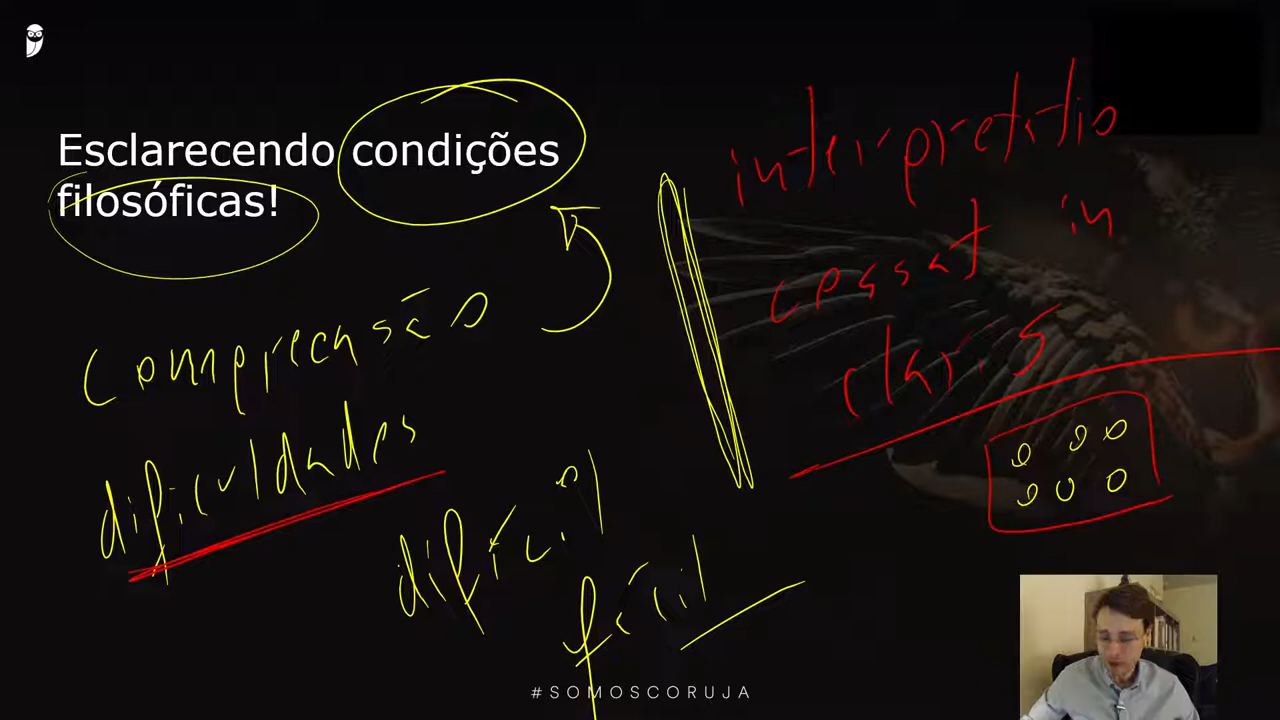 Esclarecendo condições
filosóficas!
compreensão
dificuldades
difícil
fácil
interpretatio
cessat in
claris
#SOMOSCORUJA